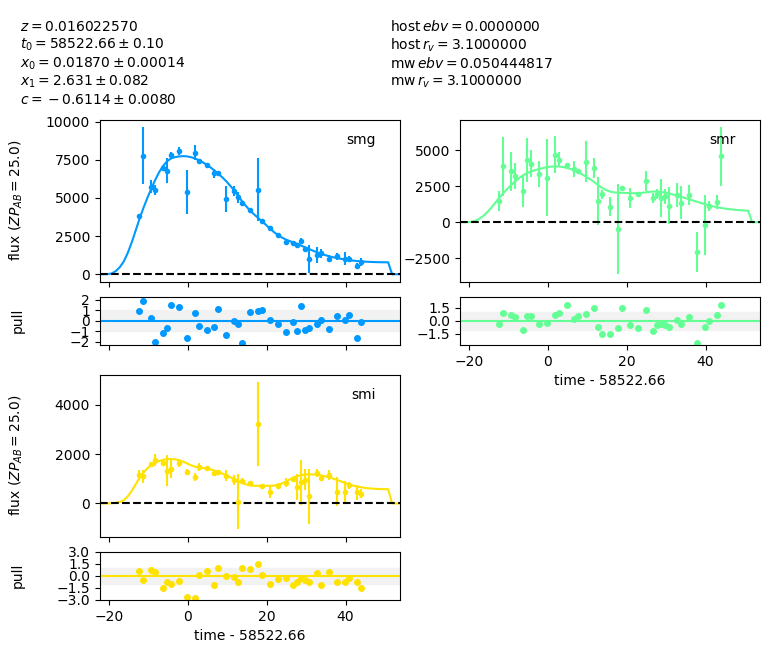 z = 0.016022570
t₀ = 58522.66 ± 0.10
x₀ = 0.01870 ± 0.00014
x₁ = 2.631 ± 0.082
c = −0.6114 ± 0.0080
host ebv = 0.0000000
host r_v = 3.1000000
mw ebv = 0.050444817
mw r_v = 3.1000000
smg
flux (ZP_AB = 25.0)
10000
7500
5000
2500
0
smr
5000
2500
0
−2500
pull
2
1
0
−1
−2
1.5
0.0
−1.5
−20
0
20
40
time - 58522.66
smi
flux (ZP_AB = 25.0)
4000
2000
0
pull
3.0
1.5
0.0
−1.5
−3.0
−20
0
20
40
time - 58522.66